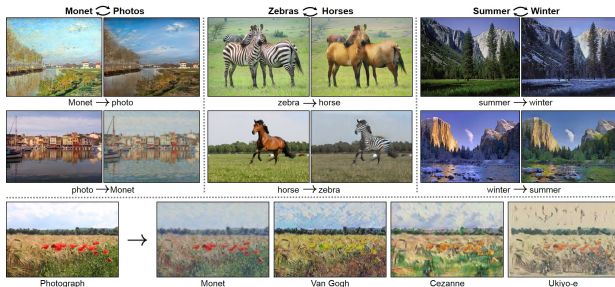 Monet Photos
Zebras Horses
Summer Winter
Monet → photo
zebra → horse
summer → winter
photo → Monet
horse → zebra
winter → summer
Photograph
Monet
Van Gogh
Cezanne
Ukiyo-e